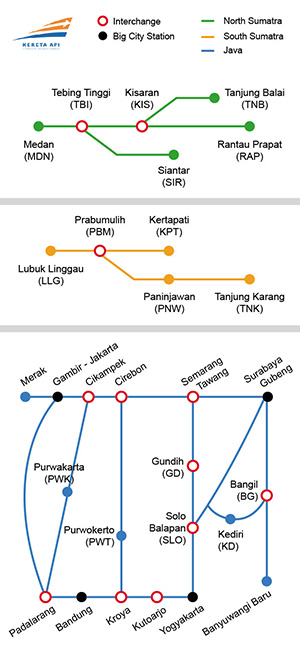 KERETA API
Interchange
Big City Station
North Sumatra
South Sumatra
Java
Tebing Tinggi
(TBI)
Kisaran
(KIS)
Tanjung Balai
(TNB)
Medan
(MDN)
Rantau Prapat
(RAP)
Siantar
(SIR)
Prabumulih
(PBM)
Kertapati
(KPT)
Lubuk Linggau
(LLG)
Paninjawan
(PNW)
Tanjung Karang
(TNK)
Merak
Gambir - Jakarta
Cikampek
Cirebon
Semarang
Tawang
Surabaya
Gubeng
Purwakarta
(PWK)
Gundih
(GD)
Bangil
(BG)
Purwokerto
(PWT)
Solo
Balapan
(SLO)
Kediri
(KD)
Padalarang
Bandung
Kroya
Kutoarjo
Yogyakarta
Banyuwangi Baru